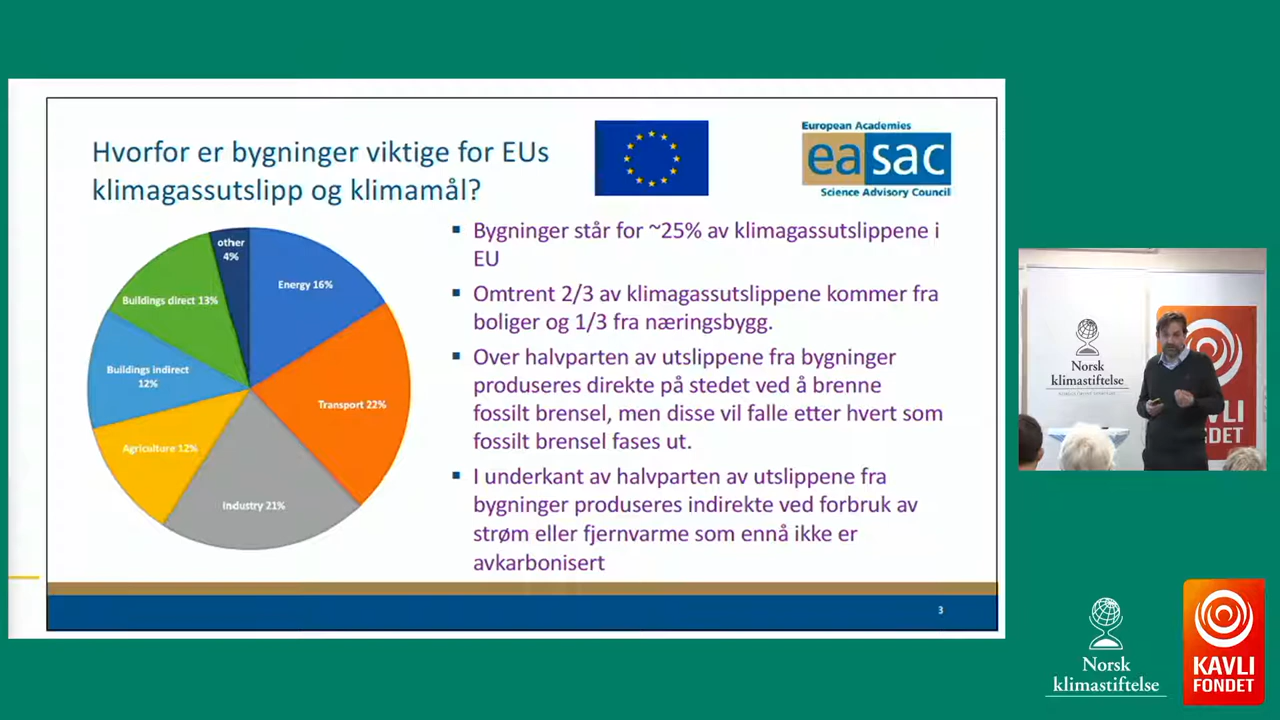 Hvorfor er bygninger viktige for EUs
klimagassutslipp og klimamål?
European Academies
easac
Science Advisory Council
other
4%
Energy 16%
Buildings direct 13%
Buildings indirect
12%
Transport 22%
Agriculture 12%
Industry 21%
Bygninger står for ~25% av klimagassutslippene i
EU
Omtrent 2/3 av klimagassutslippene kommer fra
boliger og 1/3 fra næringsbygg.
Over halvparten av utslippene fra bygninger
produseres direkte på stedet ved å brenne
fossilt brensel, men disse vil falle etter hvert som
fossilt brensel fases ut.
I underkant av halvparten av utslippene fra
bygninger produseres indirekte ved forbruk av
strøm eller fjernvarme som ennå ikke er
avkarbonisert
3
Norsk
klimastiftelse
KAVLI
FONDET
Norsk
klimastiftelse